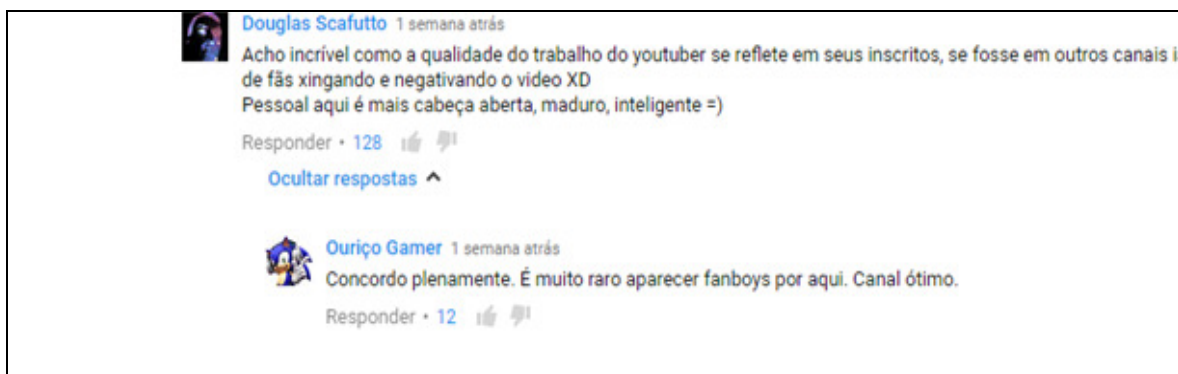 Douglas Scafutto 1 semana atrás
Acho incrível como a qualidade do trabalho do youtuber se reflete em seus inscritos, se fosse em outros canais
de fãs xingando e negativando o video XD
Pessoal aqui é mais cabeça aberta, maduro, inteligente =)
Responder • 128
Ocultar respostas
Ouriço Gamer 1 semana atrás
Concordo plenamente. É muito raro aparecer fanboys por aqui. Canal ótimo.
Responder • 12